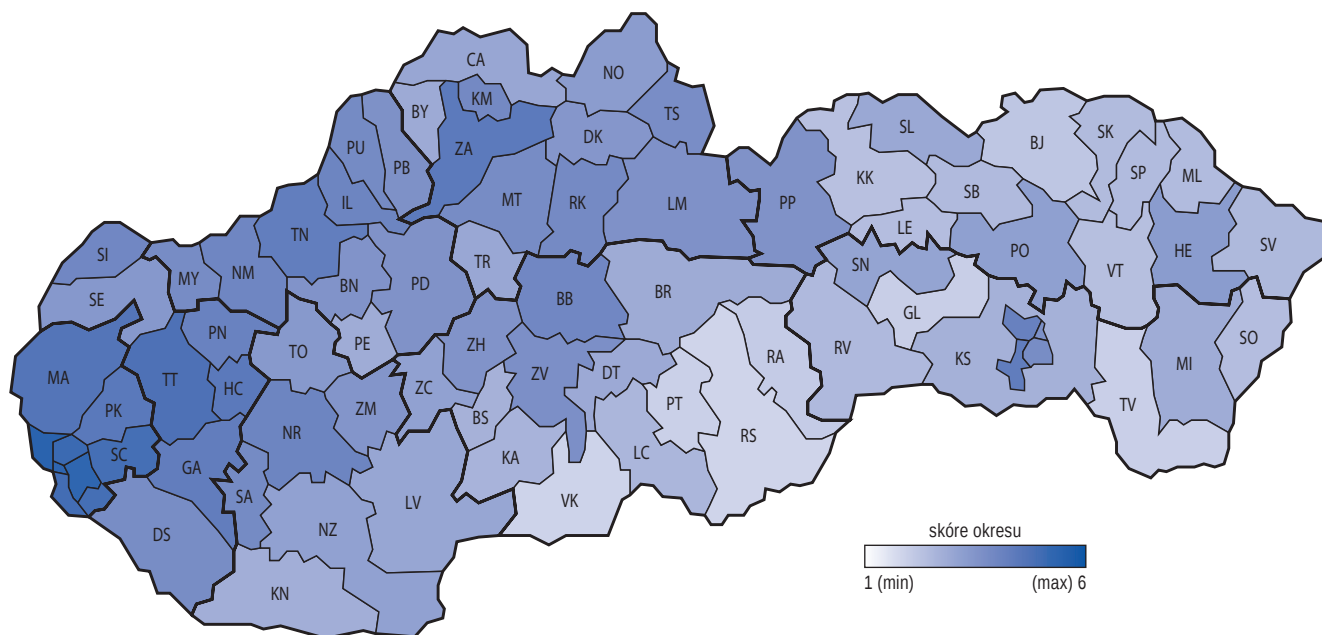 CA
NO
KM
BY
TS
DK
PU
PB
ZA
SL
SK
BJ
KK
SP
ML
SB
IL
MT
RK
LM
PP
LE
TN
PO
HE
SV
SI
MY
NM
TR
SN
VT
BN
PD
SE
BB
BR
GL
PN
PE
ZH
TO
RV
KS
SO
MA
TT
HC
ZC
ZV
DT
RA
MI
PK
ZM
BS
PT
TV
NR
RS
SC
KA
LC
GA
SA
LV
VK
NZ
DS
KN
skóre okresu
1 (min)
(max) 6